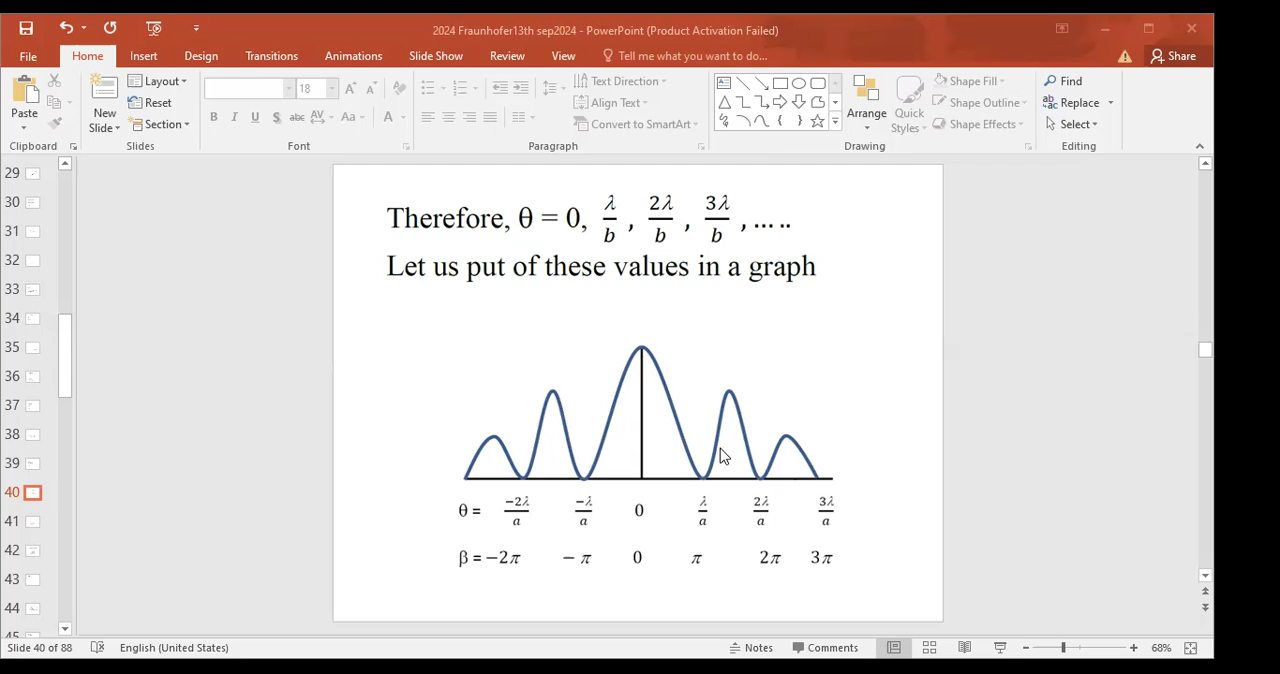 2024 Fraunhofer13th sep2024 - PowerPoint (Product Activation Failed)
File Home Insert Design Transitions Animations Slide Show Review View Tell me what you want to do... Share
Paste
New Slide
Layout
Reset
Section
18
B I U S abc AV Aa A
Text Direction
Align Text
Convert to SmartArt
Arrange
Quick Styles
Shape Fill
Shape Outline
Shape Effects
Find
Replace
Select
Clipboard Slides Font Paragraph Drawing Editing
29
30
31
32
33
34
35
36
37
38
39
40
41
42
43
44
45
Therefore, θ = 0, λ/b , 2λ/b , 3λ/b , ... ..
Let us put of these values in a graph
θ = −2λ/a −λ/a 0 λ/a 2λ/a 3λ/a
β = −2π − π 0 π 2π 3π
Slide 40 of 88 English (United States) Notes Comments 68%